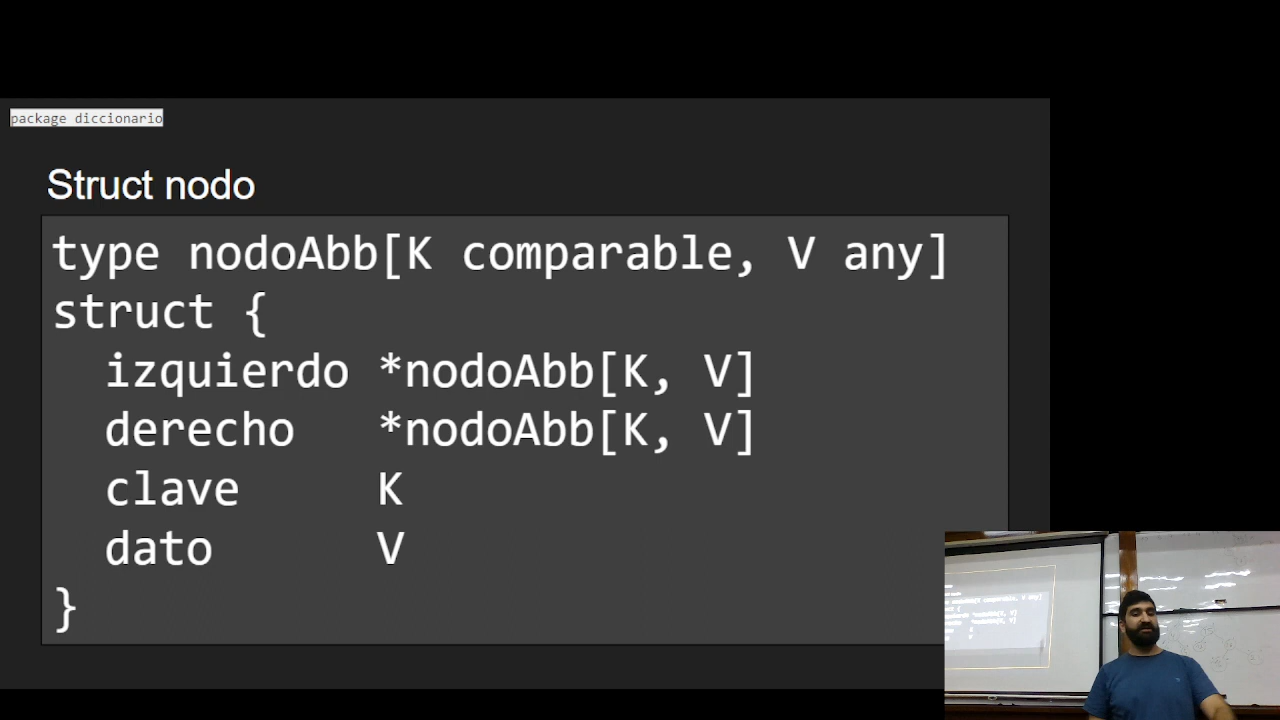 package diccionario
Struct nodo
type nodoAbb[K comparable, V any]
struct {
izquierdo *nodoAbb[K, V]
derecho *nodoAbb[K, V]
clave K
dato V
}